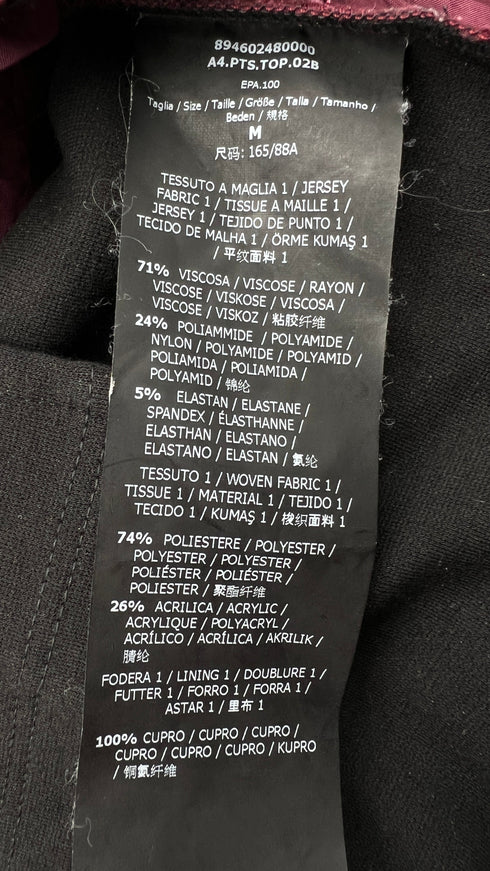 894602480000
A4.PTS.TOP.02B
EPA.100
Taglia / Size / Taille / Größe / Talla / Tamanho /
Beden / 规格
M
尺码: 165/88A
TESSUTO A MAGLIA 1 / JERSEY
FABRIC 1 / TISSUE A MAILLE 1 /
JERSEY 1 / TEJIDO DE PUNTO 1 /
TECIDO DE MALHA 1 / ÖRME KUMAŞ 1
/ 平纹面料 1
71% VISCOSA / VISCOSE / RAYON /
VISCOSE / VISKOSE / VISCOSA /
VISCOSE / VISKOZ / 粘胶纤维
24% POLIAMMIDE / POLYAMIDE /
NYLON / POLYAMIDE / POLYAMID /
POLIAMIDA / POLIAMIDA /
POLYAMID / 锦纶
5% ELASTAN / ELASTANE /
SPANDEX / ÉLASTHANNE /
ELASTHAN / ELASTANO /
ELASTANO / ELASTAN / 氨纶
TESSUTO 1 / WOVEN FABRIC 1 /
TISSUE 1 / MATERIAL 1 / TEJIDO 1 /
TECIDO 1 / KUMAŞ 1 / 梭织面料 1
74% POLIESTERE / POLYESTER /
POLYESTER / POLYESTER /
POLIÉSTER / POLIÉSTER /
POLIESTER / 聚酯纤维
26% ACRILICA / ACRYLIC /
ACRYLIQUE / POLYACRYL /
ACRÍLICO / ACRÍLICA / AKRILIK /
腈纶
FODERA 1 / LINING 1 / DOUBLURE 1 /
FUTTER 1 / FORRO 1 / FORRA 1 /
ASTAR 1 / 里布 1
100% CUPRO / CUPRO / CUPRO /
CUPRO / CUPRO / CUPRO / KUPRO
/ 铜氨纤维